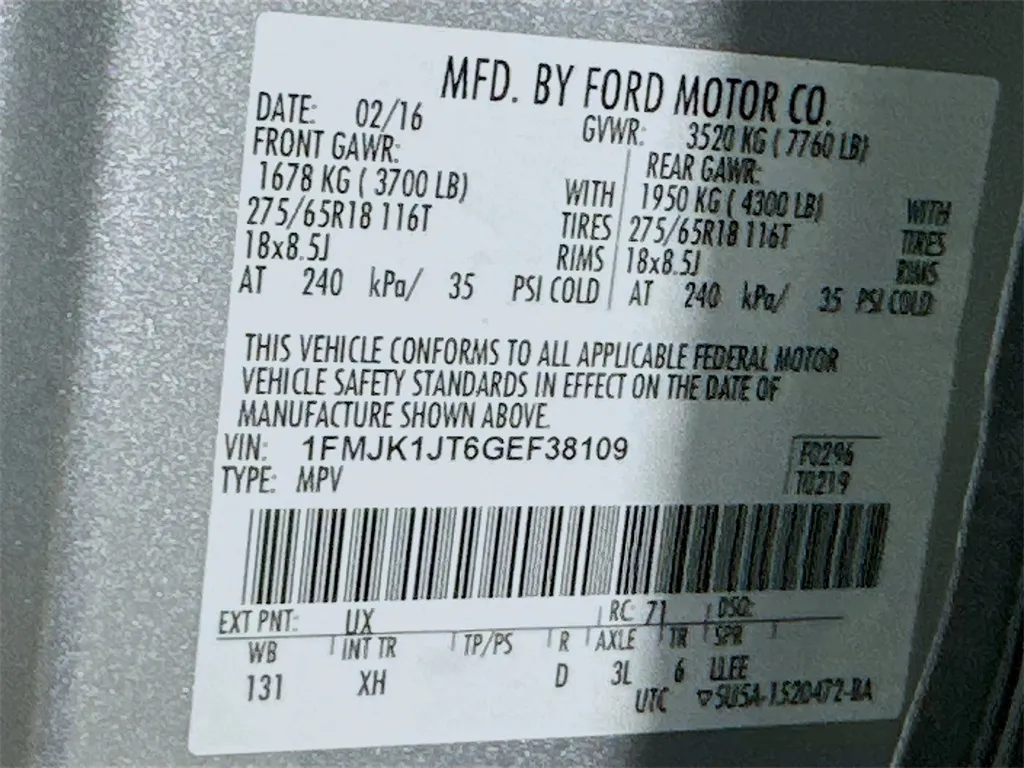 MFD. BY FORD MOTOR CO.
DATE: 02/16 GVWR: 3520 KG ( 7760 LB)
FRONT GAWR: REAR GAWR:
1678 KG ( 3700 LB) WITH 1950 KG ( 4300 LB) WITH
275/65R18 116T TIRES 275/65R18 116T TIRES
18x8.5J RIMS 18x8.5J RIMS
AT 240 kPa/ 35 PSI COLD AT 240 kPa/ 35 PSI COLD
THIS VEHICLE CONFORMS TO ALL APPLICABLE FEDERAL MOTOR
VEHICLE SAFETY STANDARDS IN EFFECT ON THE DATE OF
MANUFACTURE SHOWN ABOVE.
VIN: 1FMJK1JT6GEF38109 F0296
TYPE: MPV T0219
EXT PNT: UX RC: 71 DSO:
WB INT TR TP/PS R AXLE TR SPR
131 XH D 3L 6 LLEE
UTC ▽5U5A-1520472-BA